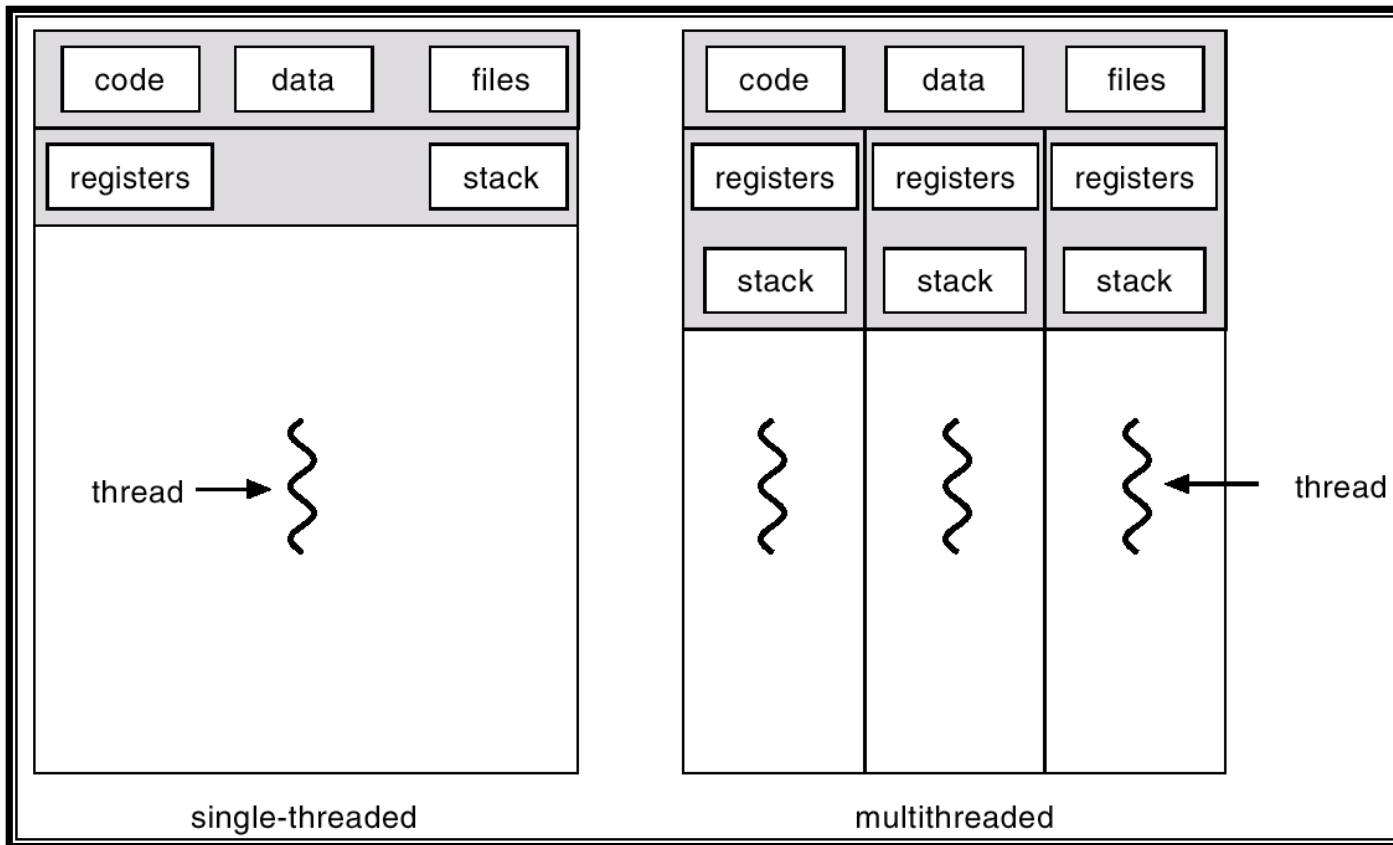 code data files
registers stack
thread
single-threaded
code data files
registers registers registers
stack stack stack
thread
multithreaded